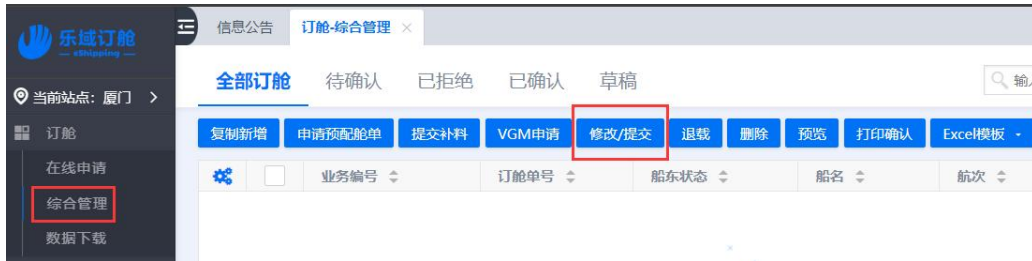 乐域订舱
eShipping
当前站点：厦门
订舱
在线申请
综合管理
数据下载
信息公告 订舱-综合管理
全部订舱 待确认 已拒绝 已确认 草稿
复制新增 申请预配舱单 提交补料 VGM申请 修改/提交 退载 删除 预览 打印确认 Excel模板
业务编号 订舱单号 船东状态 船名 航次